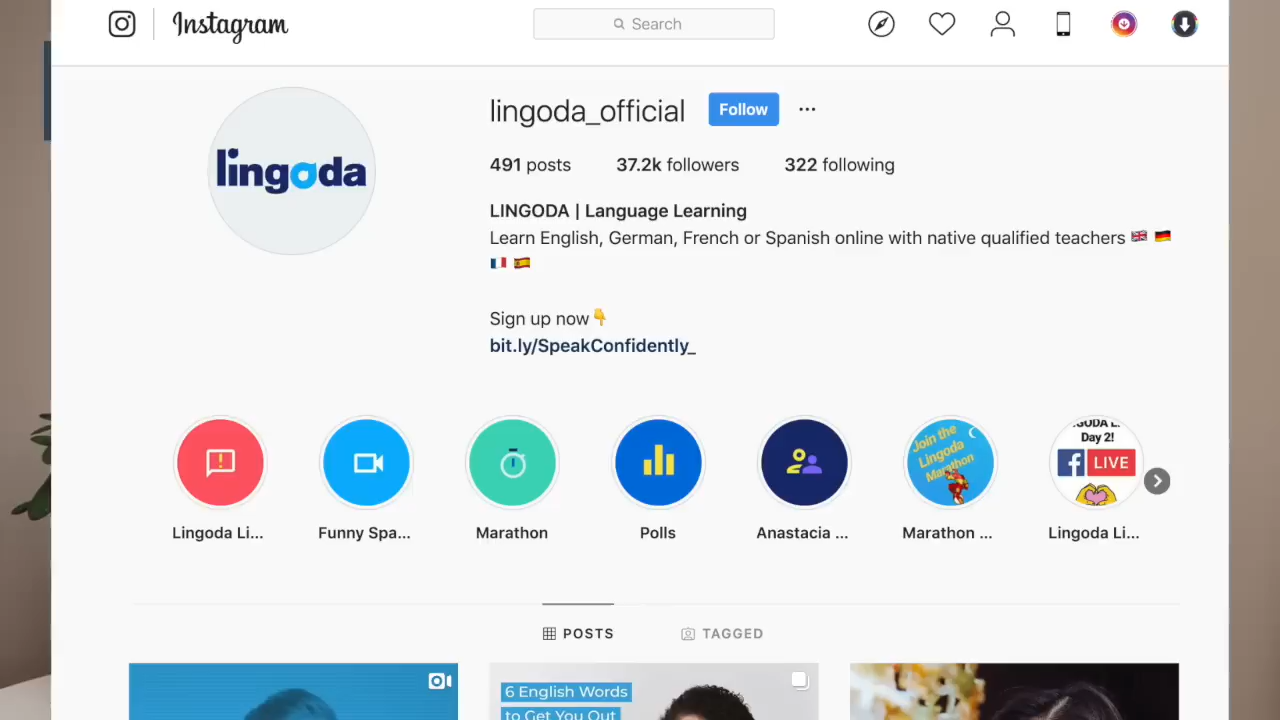 Instagram
Search
lingoda
lingoda_official Follow ...
491 posts 37.2k followers 322 following
LINGODA | Language Learning
Learn English, German, French or Spanish online with native qualified teachers 🇬🇧 🇩🇪
🇫🇷 🇪🇸
Sign up now👇
bit.ly/SpeakConfidently_
Join the
Lingoda
Marathon
Day 2!
LIVE
Lingoda Li... Funny Spa... Marathon Polls Anastacia ... Marathon ... Lingoda Li...
POSTS TAGGED
6 English Words
to Get You Out